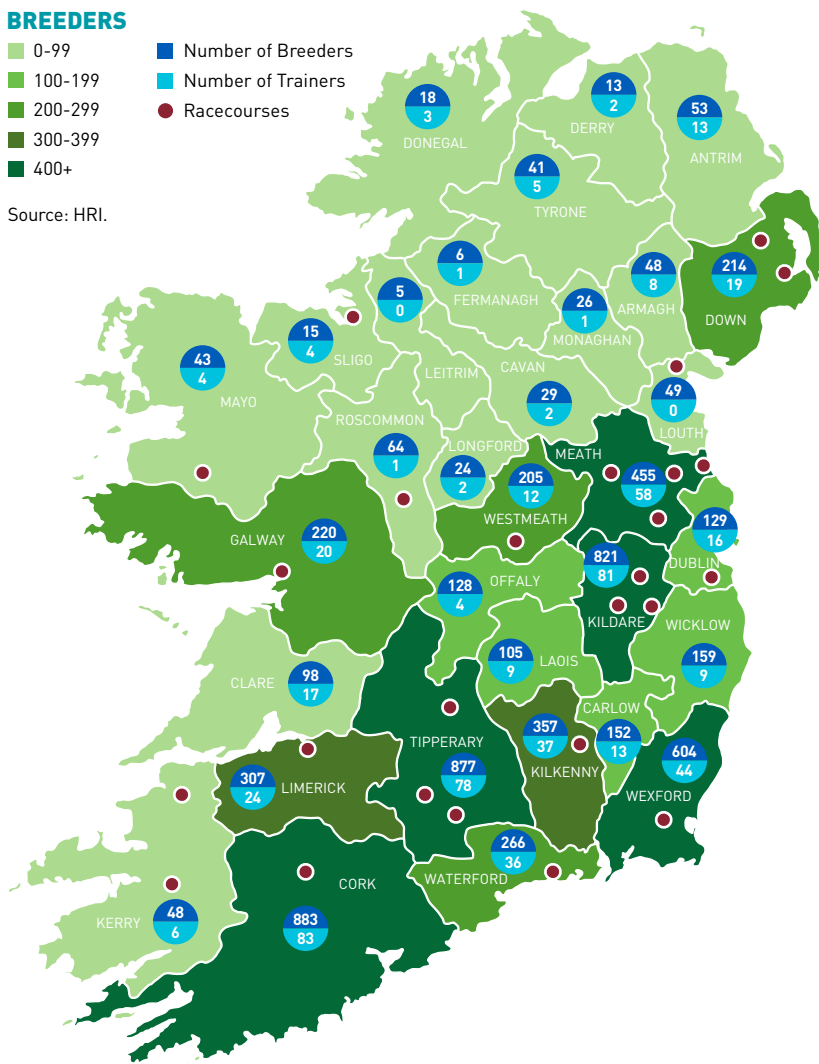 BREEDERS
0-99
100-199
200-299
300-399
400+
Number of Breeders
Number of Trainers
Racecourses
Source: HRI.
18
3
DONEGAL
13
2
DERRY
53
13
ANTRIM
41
5
TYRONE
6
1
FERMANAGH
48
8
ARMAGH
214
19
DOWN
5
0
LEITRIM
26
1
MONAGHAN
15
4
SLIGO
43
4
MAYO
CAVAN
29
2
49
0
LOUTH
ROSCOMMON
64
1
LONGFORD
24
2
205
12
WESTMEATH
MEATH
455
58
129
16
DUBLIN
GALWAY
220
20
OFFALY
128
4
821
81
KILDARE
WICKLOW
159
9
105
9
LAOIS
CLARE
98
17
CARLOW
152
13
TIPPERARY
877
78
357
37
KILKENNY
604
44
WEXFORD
307
24
LIMERICK
266
36
WATERFORD
CORK
883
83
KERRY
48
6